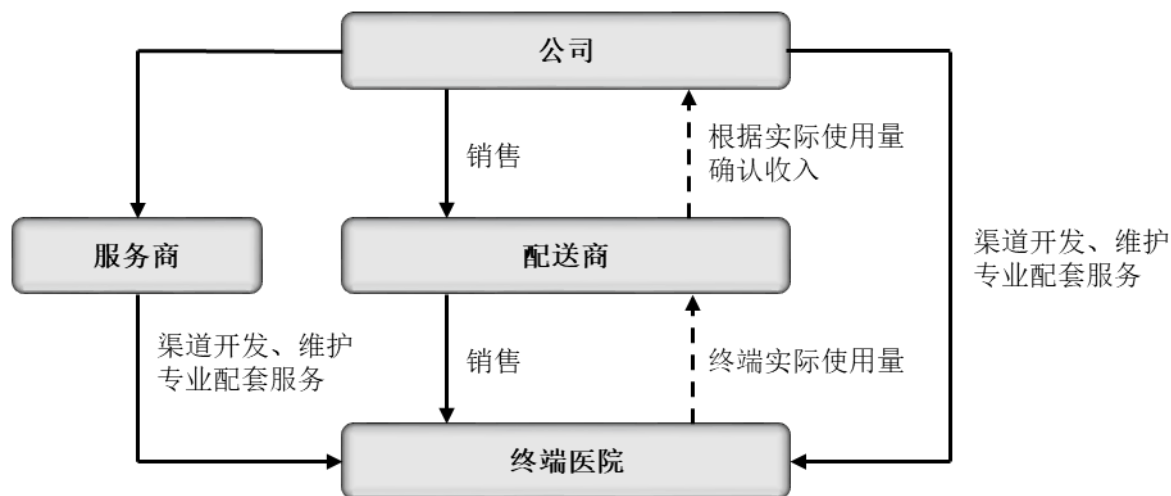 公司
销售
根据实际使用量
确认收入
服务商
配送商
渠道开发、维护
专业配套服务
渠道开发、维护
专业配套服务
销售
终端实际使用量
终端医院